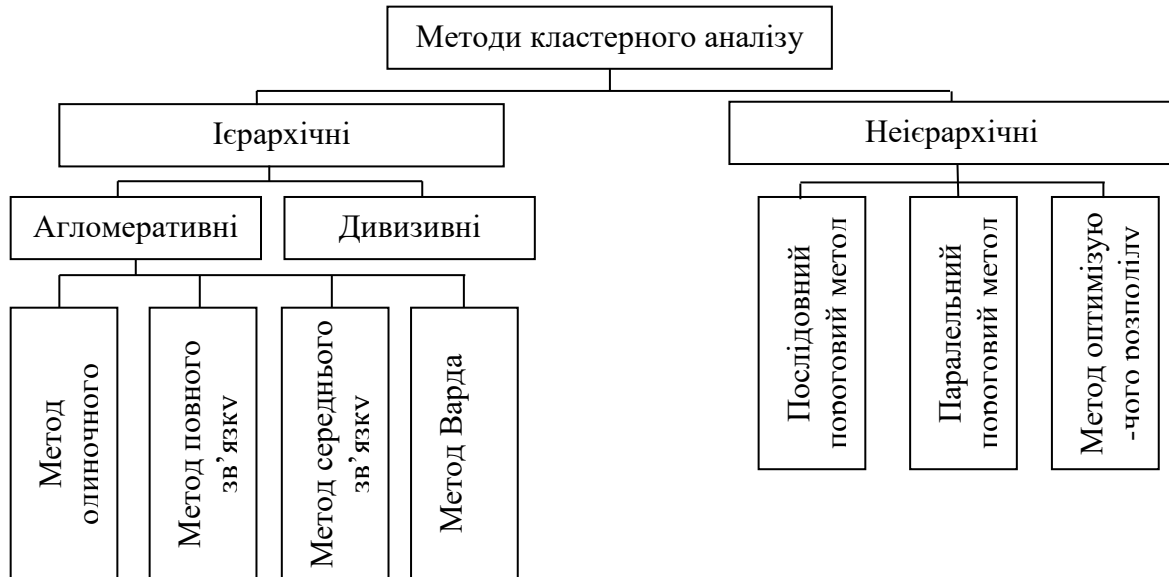 Методи кластерного аналізу
Ієрархічні
Неієрархічні
Агломеративні
Дивизивні
Метод
одиночного
Метод повного
зв’язку
Метод середнього
зв’язку
Метод Варда
Послідовний
пороговий метод
Паралельний
пороговий метод
Метод оптимізую
-чого розподілу